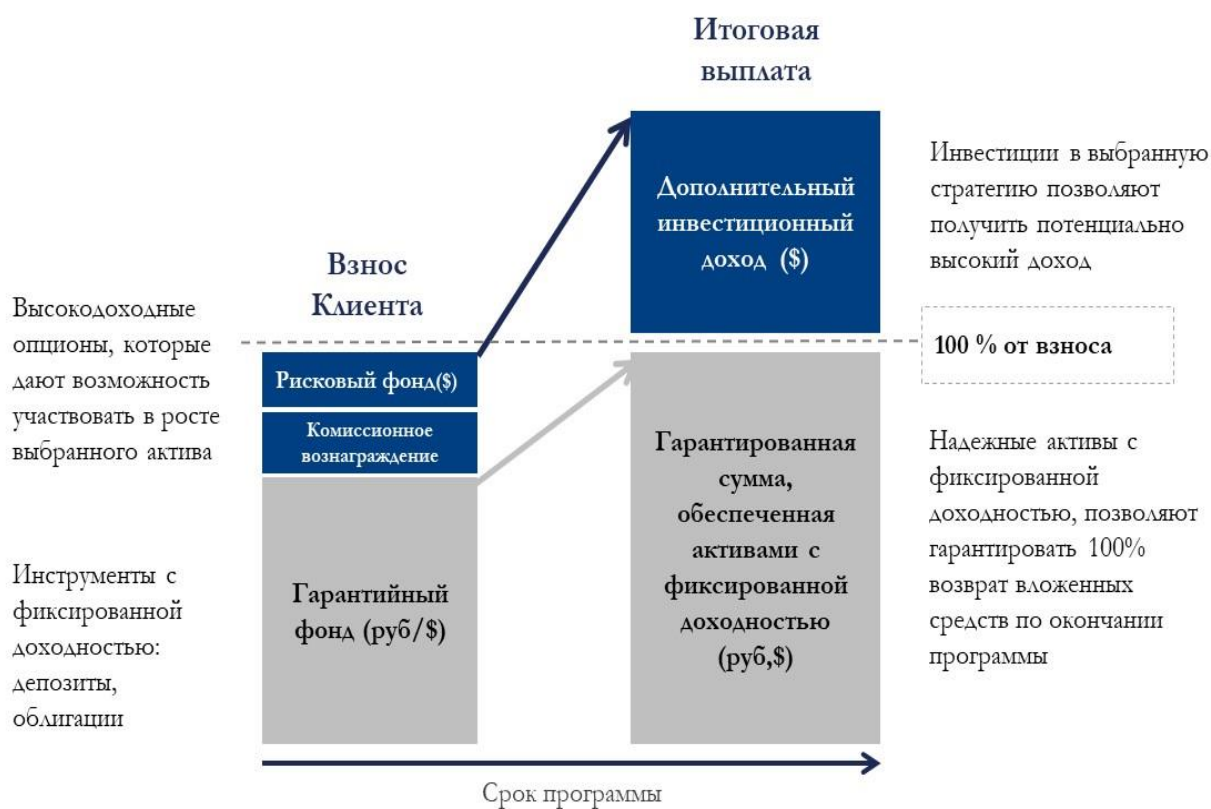 Итоговая
выплата
Дополнительный
инвестиционный
доход ($)
Инвестиции в выбранную
стратегию позволяют
получить потенциально
высокий доход
Взнос
Клиента
Высокодоходные
опционы, которые
дают возможность
участвовать в росте
выбранного актива
100 % от взноса
Рисковый фонд($)
Комиссионное
вознаграждение
Гарантированная
сумма,
обеспеченная
активами с
фиксированной
доходностью
(руб,$)
Надежные активы с
фиксированной
доходностью, позволяют
гарантировать 100%
возврат вложенных
средств по окончании
программы
Инструменты с
фиксированной
доходностью:
депозиты,
облигации
Гарантийный
фонд (руб/$)
Срок программы